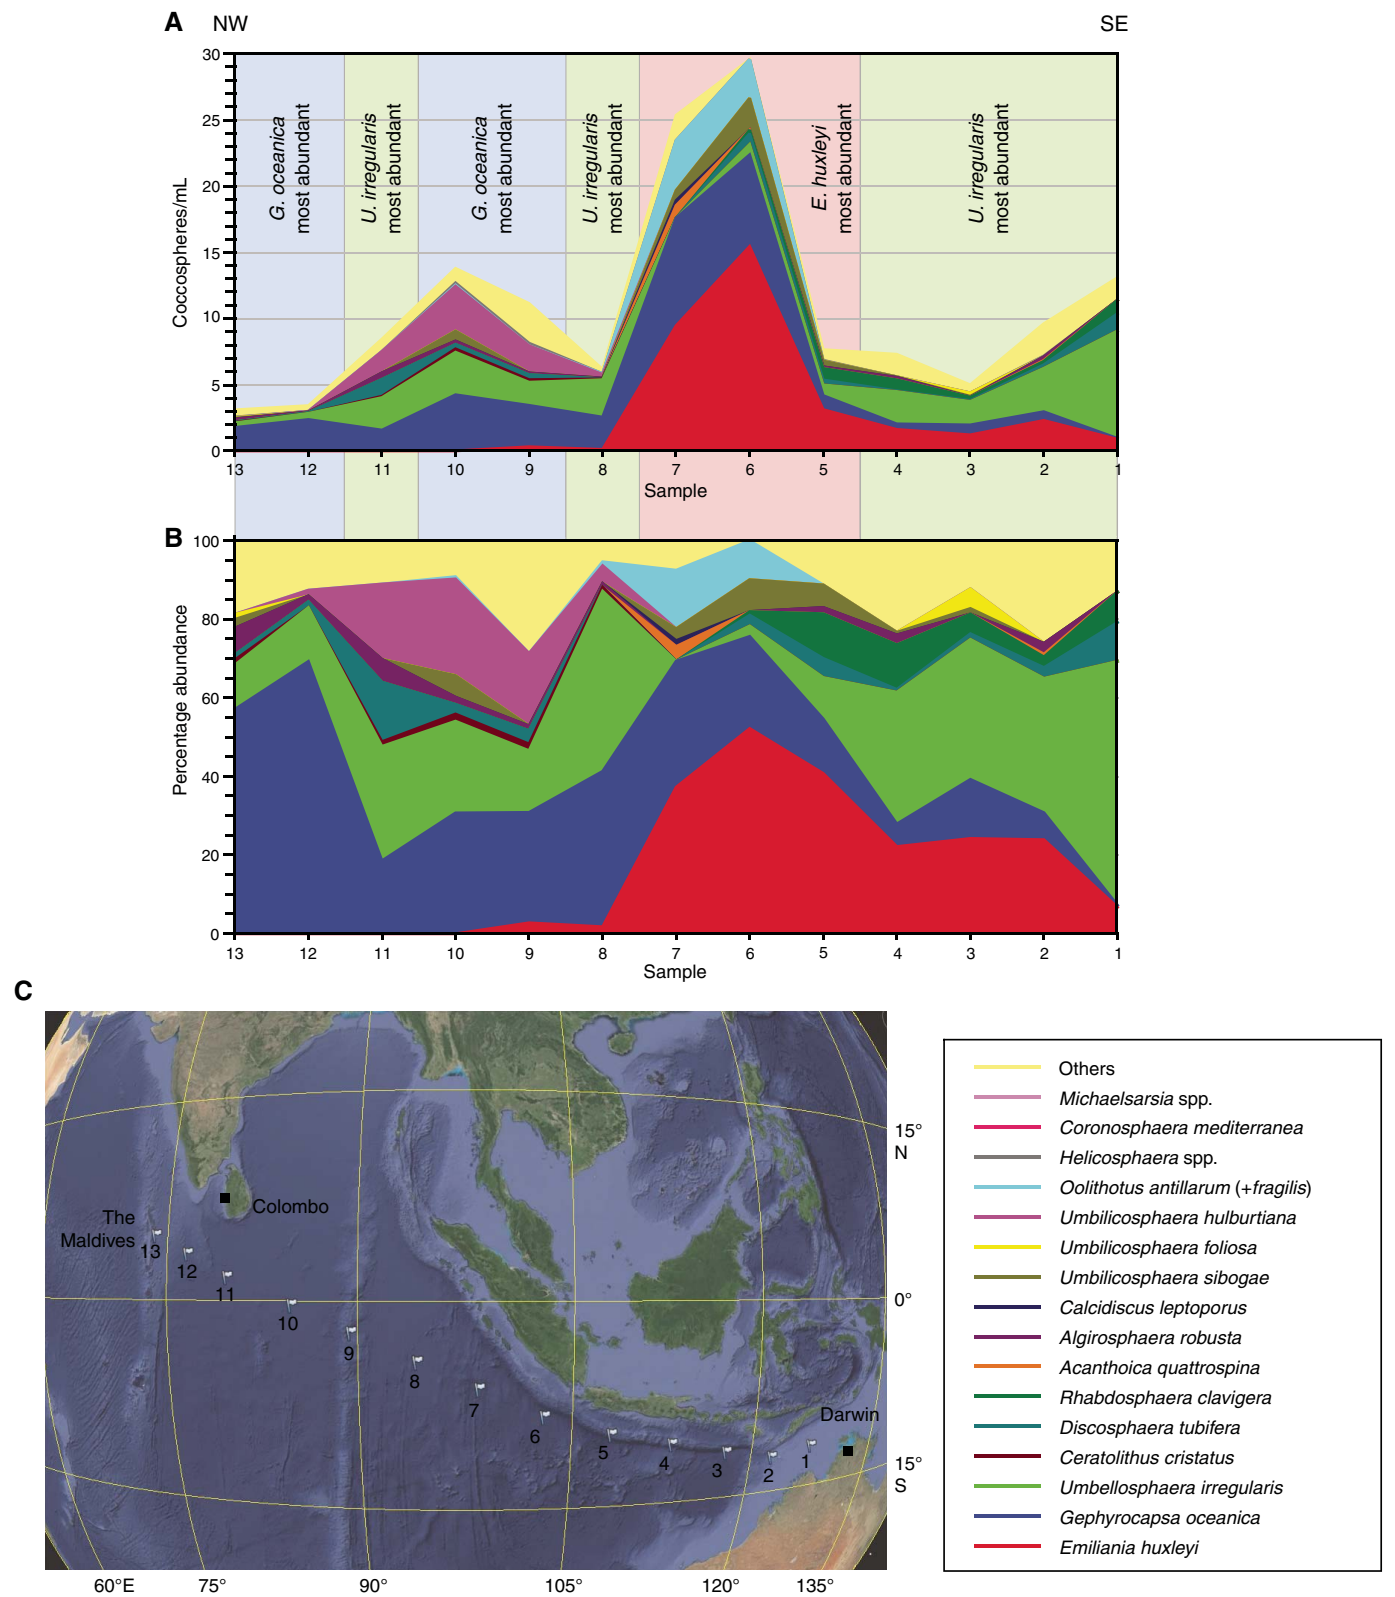 A NW SE
30
25
20
15
10
5
0
Coccospheres/mL
G. oceanica
most abundant
U. irregularis
most abundant
G. oceanica
most abundant
U. irregularis
most abundant
E. huxleyi
most abundant
U. irregularis
most abundant
13 12 11 10 9 8 7 6 5 4 3 2 1
Sample
B
100
80
60
40
20
0
Percentage abundance
13 12 11 10 9 8 7 6 5 4 3 2 1
Sample
C
The
Maldives
Colombo
Darwin
13
12
11
10
9
8
7
6
5
4
3
2
1
15°
N
0°
15°
S
60°E 75° 90° 105° 120° 135°
Others
Michaelsarsia spp.
Coronosphaera mediterranea
Helicosphaera spp.
Oolithotus antillarum (+fragilis)
Umbilicosphaera hulburtiana
Umbilicosphaera foliosa
Umbilicosphaera sibogae
Calcidiscus leptoporus
Algirosphaera robusta
Acanthoica quattrospina
Rhabdosphaera clavigera
Discosphaera tubifera
Ceratolithus cristatus
Umbellosphaera irregularis
Gephyrocapsa oceanica
Emiliania huxleyi